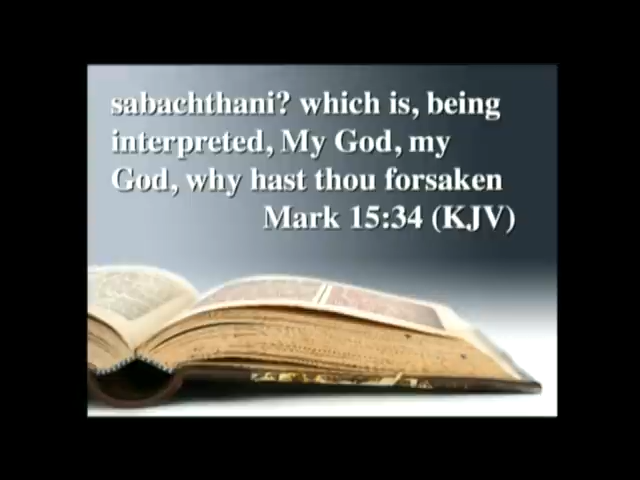 sabachthani? which is, being
interpreted, My God, my
God, why hast thou forsaken
Mark 15:34 (KJV)